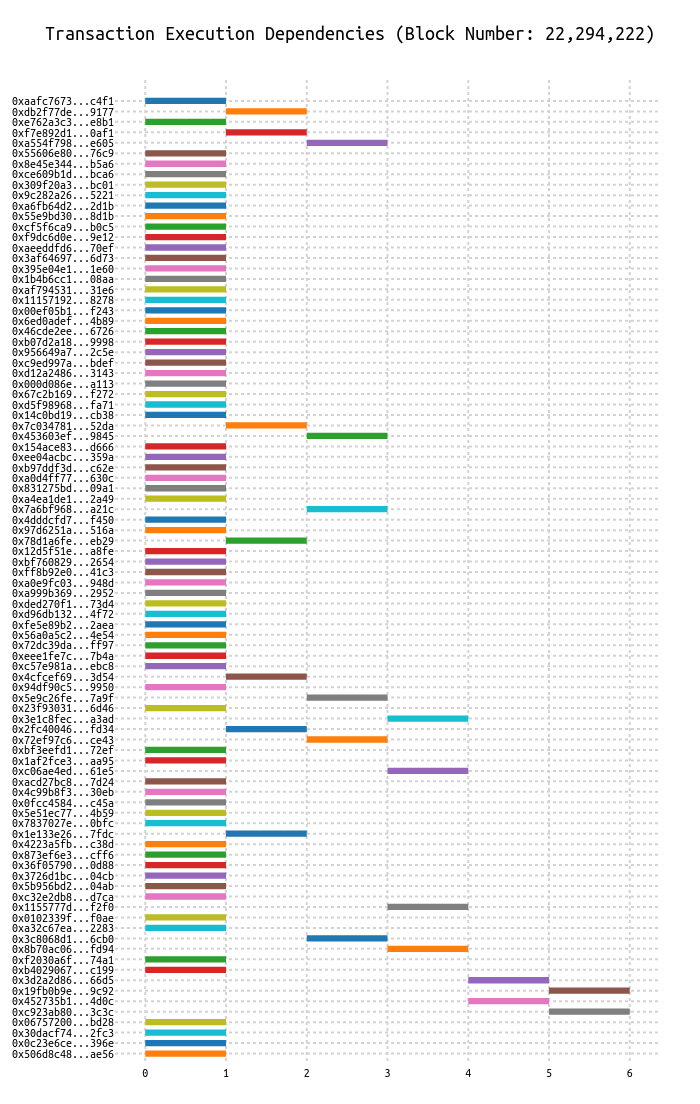 Transaction Execution Dependencies (Block Number: 22,294,222)
0xaafc7673...c4f1
0xdb2f77de...9177
0xe762a3c3...e8b1
0xf7e892d1...0af1
0xa554f798...e605
0x55606e80...76c9
0x8e45e344...b5a6
0xce609b1d...bca6
0x309f20a3...bc01
0x9c282a26...5221
0xa6fb64d2...2d1b
0x55e9bd30...8d1b
0xcf5f6ca9...b0c5
0xf9dc6d0e...9e12
0xaeeddfd6...70ef
0x3af64697...6d73
0x395e04e1...1e60
0x1b4b6cc1...08aa
0xaf794531...31e6
0x11157192...8278
0x00ef05b1...f243
0x6ed0adef...4b89
0x46cde2ee...6726
0xb07d2a18...9998
0x956649a7...2c5e
0xc9ed997a...bdef
0xd12a2486...3143
0x000d086e...a113
0x67c2b169...f272
0xd5f98968...fa71
0x14c0bd19...cb38
0x7c034781...52da
0x453603ef...9845
0x154ace83...d666
0xee04acbc...359a
0xb97ddf3d...c62e
0xa0d4ff77...630c
0x831275bd...09a1
0xa4ea1de1...2a49
0x7a6bf968...a21c
0x4dddcfd7...f450
0x97d6251a...516a
0x78d1a6fe...eb29
0x12d5f51e...a8fe
0xbf760829...2654
0xff8b92e0...41c3
0xa0e9fc03...948d
0xa999b369...2952
0xded270f1...73d4
0xd96db132...4f72
0xfe5e89b2...2aea
0x56a0a5c2...4e54
0x72dc39da...ff97
0xeee1fe7c...7b4a
0xc57e981a...ebc8
0x4cfcef69...3d54
0x94df90c5...9950
0x5e9c26fe...7a9f
0x23f93031...6d46
0x3e1c8fec...a3ad
0x2fc40046...fd34
0x72ef97c6...ce43
0xbf3eefd1...72ef
0x1af2fce3...aa95
0xc06ae4ed...61e5
0xacd27bc8...7d24
0x4c99b8f3...30eb
0x0fcc4584...c45a
0x5e51ec77...4b59
0x7837027e...0bfc
0x1e133e26...7fdc
0x4223a5fb...c38d
0x873ef6e3...cff6
0x36f05790...0d88
0x3726d1bc...04cb
0x5b956bd2...04ab
0xc32e2db8...d7ca
0x1155777d...f2f0
0x0102339f...f0ae
0xa32c67ea...2283
0x3c8068d1...6cb0
0x8b70ac06...fd94
0xf2030a6f...74a1
0xb4029067...c199
0x3d2a2d86...66d5
0x19fb0b9e...9c92
0x452735b1...4d0c
0xc923ab80...3c3c
0x06757200...bd28
0x30dacf74...2fc3
0x0c23e6ce...396e
0x506d8c48...ae56
0 1 2 3 4 5 6